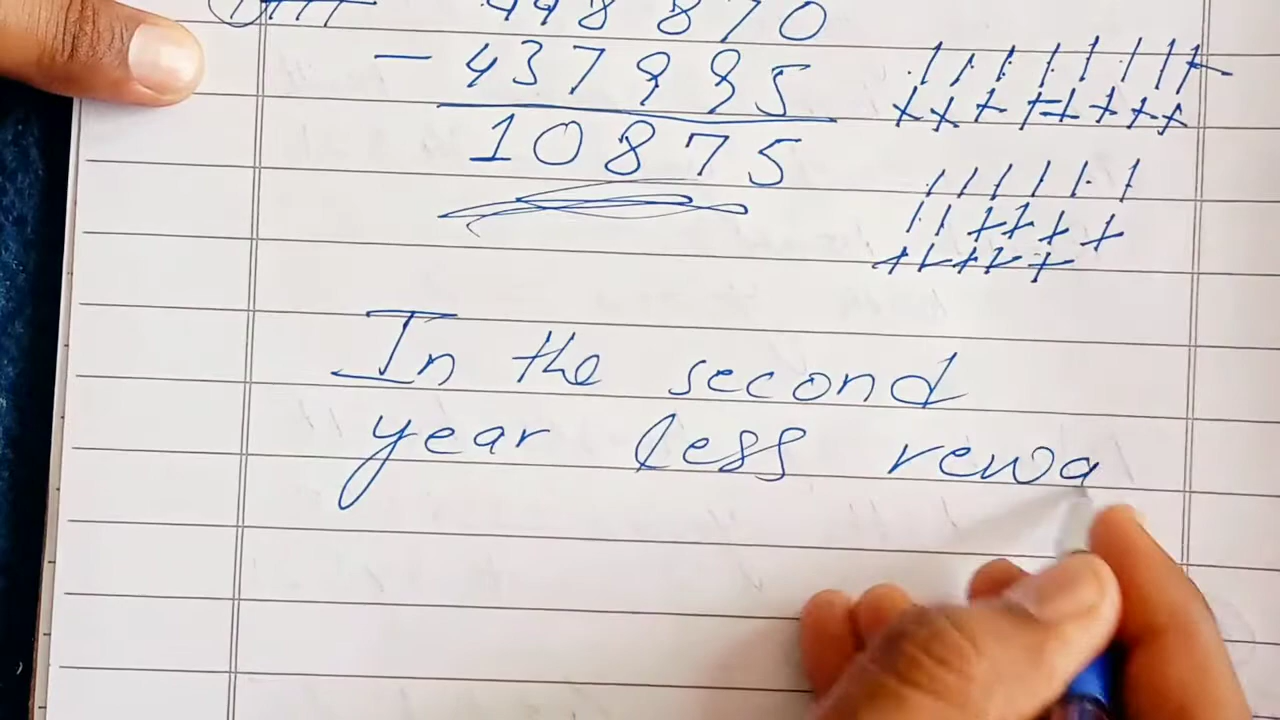 448870
- 437995
10875
In the second
year less rewa